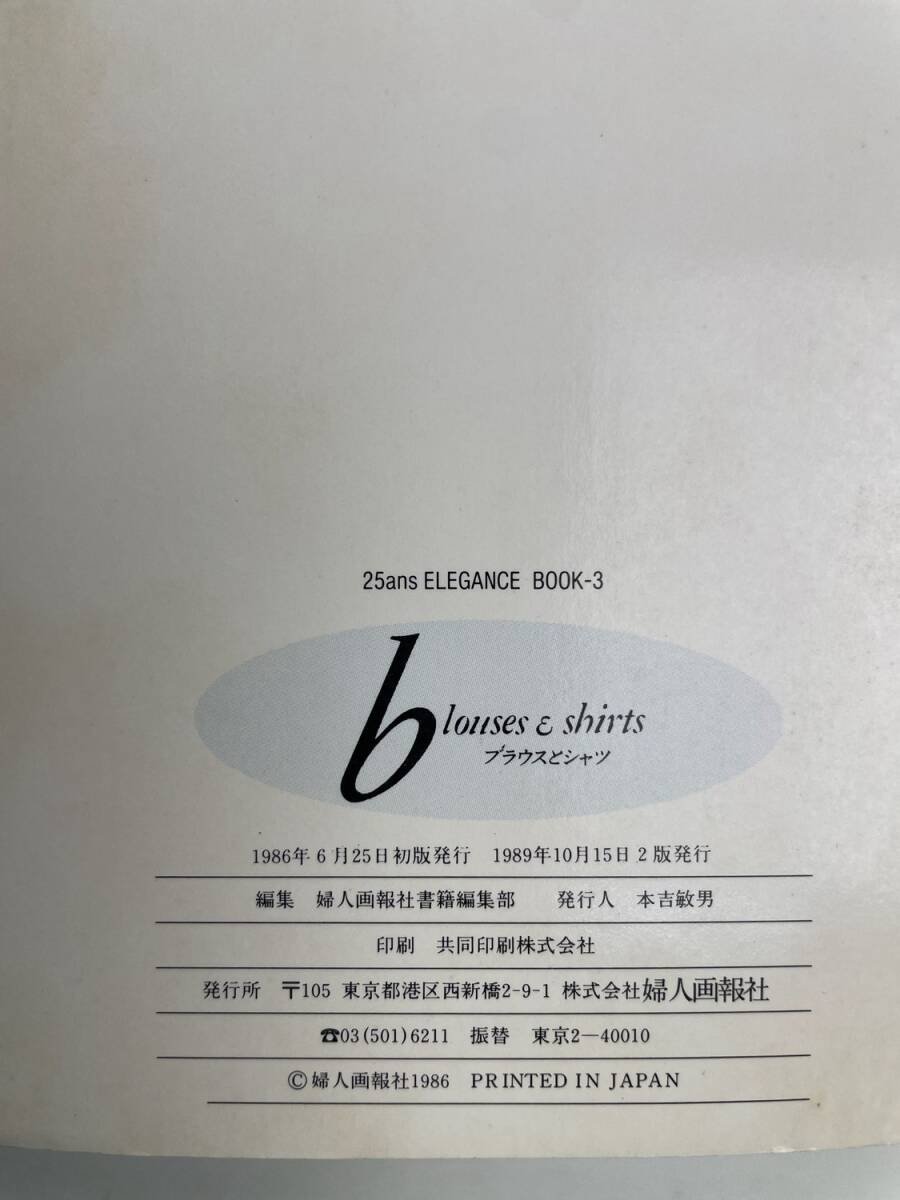 25ans ELEGANCE BOOK-3
blouses & shirts
ブラウスとシャツ
1986年6月25日初版発行 1989年10月15日2版発行
編集 婦人画報社書籍編集部 発行人 本吉敏男
印刷 共同印刷株式会社
発行所 〒105 東京都港区西新橋2-9-1 株式会社婦人画報社
☎03(501)6211 振替 東京2—40010
©婦人画報社1986 PRINTED IN JAPAN